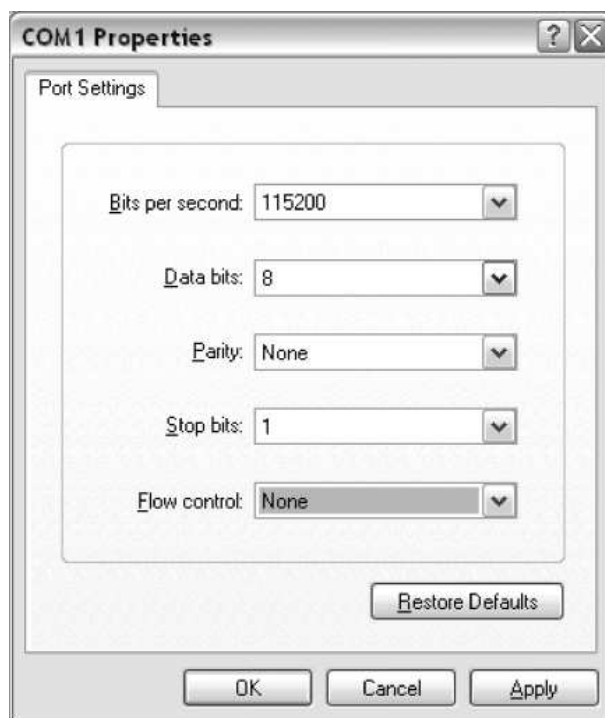 COM1 Properties
Port Settings
Bits per second: 115200
Data bits: 8
Parity: None
Stop bits: 1
Flow control: None
Restore Defaults
OK Cancel Apply